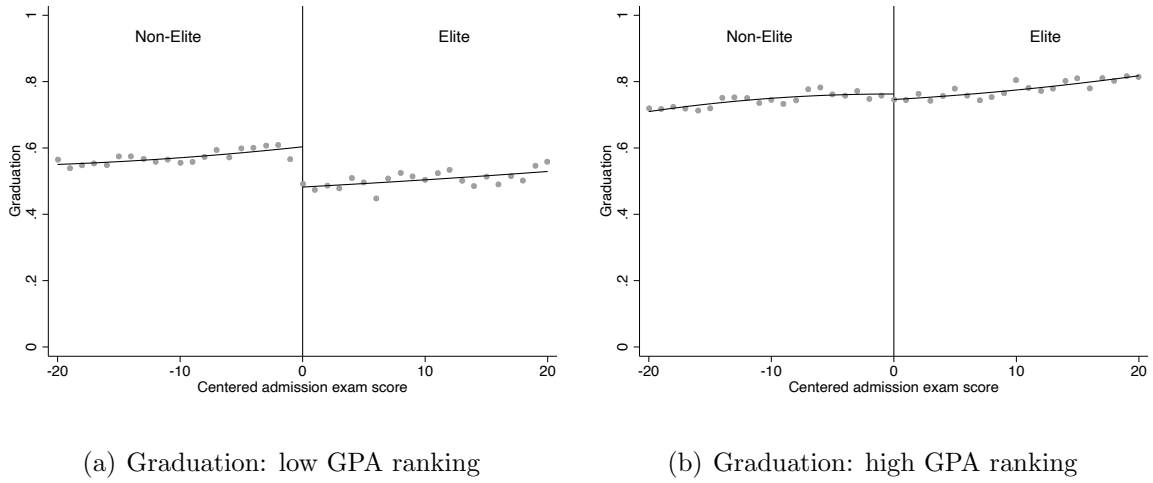 Non-Elite
Elite
Graduation
0
.2
.4
.6
.8
1
-20
-10
0
10
20
Centered admission exam score
(a) Graduation: low GPA ranking
Non-Elite
Elite
Graduation
0
.2
.4
.6
.8
1
-20
-10
0
10
20
Centered admission exam score
(b) Graduation: high GPA ranking